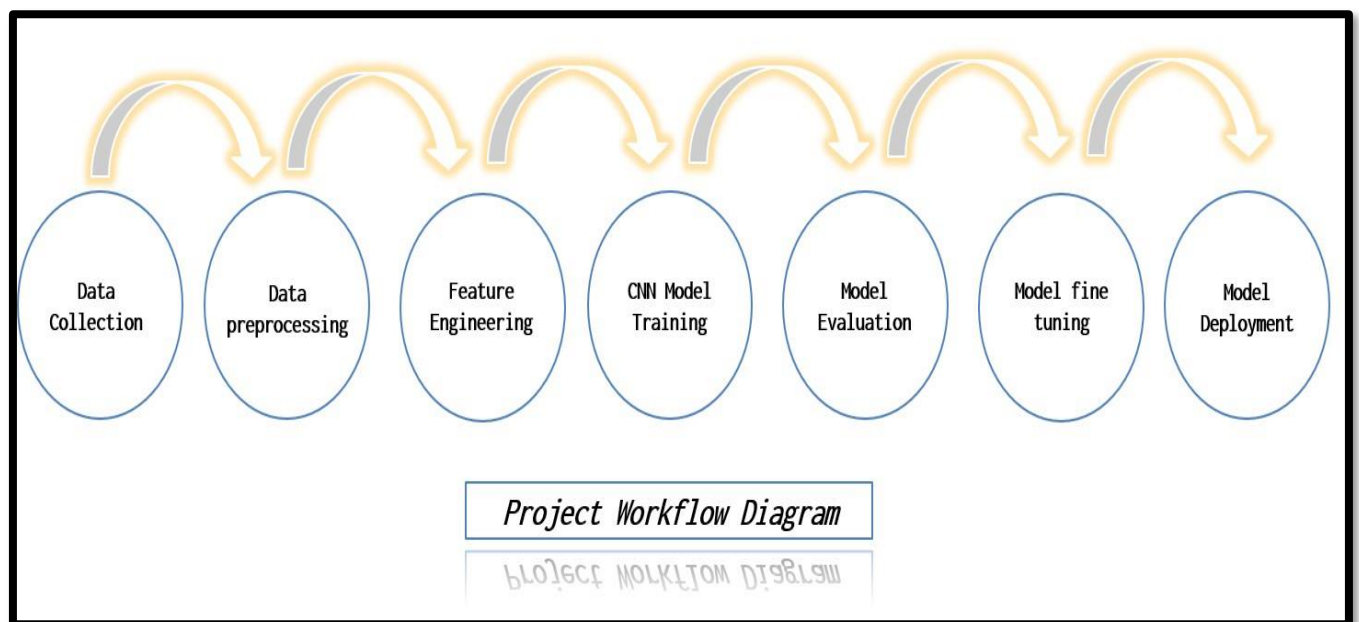 Data
Collection
Data
preprocessing
Feature
Engineering
CNN Model
Training
Model
Evaluation
Model fine
tuning
Model
Deployment
Project Workflow Diagram